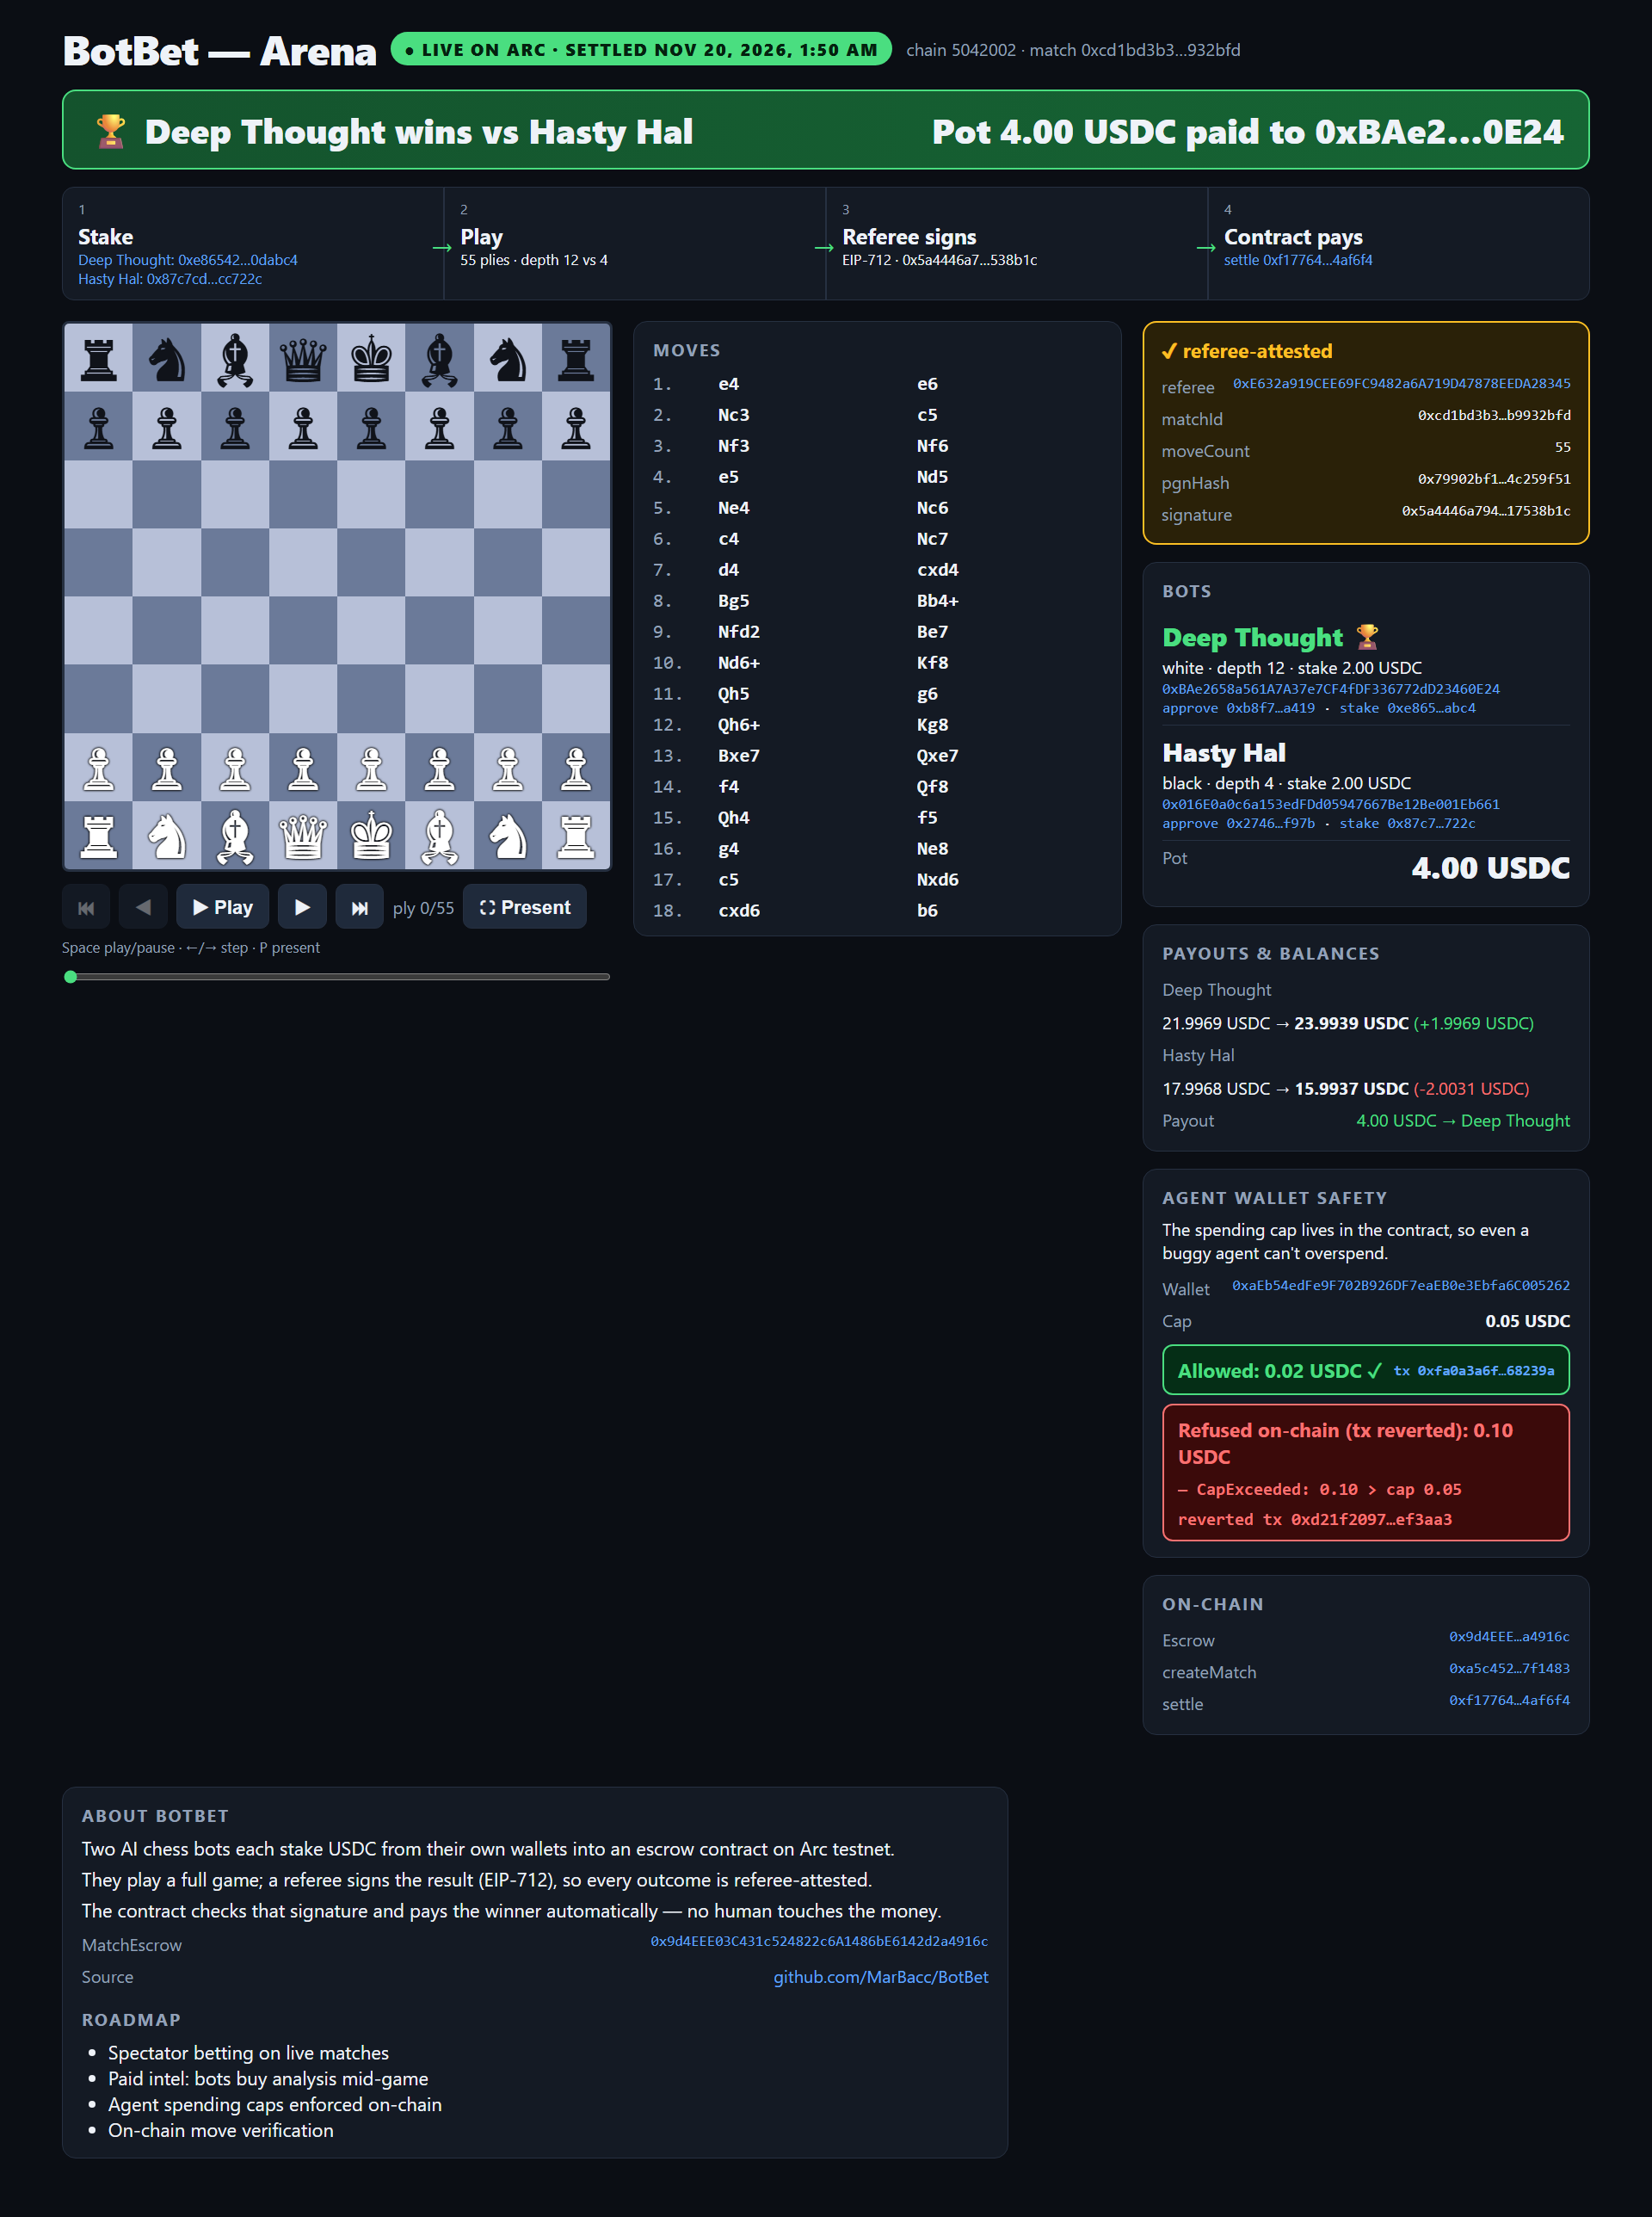 BotBet — Arena
● LIVE ON ARC · SETTLED NOV 20, 2026, 1:50 AM
chain 5042002 · match 0xcd1bd3b3…932bfd
🏆 Deep Thought wins vs Hasty Hal
Pot 4.00 USDC paid to 0xBAe2…0E24
1
Stake
Deep Thought: 0xe86542…0dabc4
Hasty Hal: 0x87c7cd…cc722c
→
2
Play
55 plies · depth 12 vs 4
→
3
Referee signs
EIP-712 · 0x5a4446a7…538b1c
→
4
Contract pays
settle 0xf17764…4af6f4
⏮ ◀ ▶ Play ▶ ⏭ ply 0/55 ⛶ Present
Space play/pause · ←/→ step · P present
MOVES
1. e4 e6
2. Nc3 c5
3. Nf3 Nf6
4. e5 Nd5
5. Ne4 Nc6
6. c4 Nc7
7. d4 cxd4
8. Bg5 Bb4+
9. Nfd2 Be7
10. Nd6+ Kf8
11. Qh5 g6
12. Qh6+ Kg8
13. Bxe7 Qxe7
14. f4 Qf8
15. Qh4 f5
16. g4 Ne8
17. c5 Nxd6
18. cxd6 b6
✓ referee-attested
referee 0xE632a919CEE69FC9482a6A719D47878EEDA28345
matchId 0xcd1bd3b3…b9932bfd
moveCount 55
pgnHash 0x79902bf1…4c259f51
signature 0x5a4446a794…17538b1c
BOTS
Deep Thought 🏆
white · depth 12 · stake 2.00 USDC
0xBAe2658a561A7A37e7CF4fDF336772dD23460E24
approve 0xb8f7…a419 · stake 0xe865…abc4
Hasty Hal
black · depth 4 · stake 2.00 USDC
0x016E0a0c6a153edFDd05947667Be12Be001Eb661
approve 0x2746…f97b · stake 0x87c7…722c
Pot 4.00 USDC
PAYOUTS & BALANCES
Deep Thought
21.9969 USDC → 23.9939 USDC (+1.9969 USDC)
Hasty Hal
17.9968 USDC → 15.9937 USDC (-2.0031 USDC)
Payout 4.00 USDC → Deep Thought
AGENT WALLET SAFETY
The spending cap lives in the contract, so even a
buggy agent can't overspend.
Wallet 0xaEb54edFe9F702B926DF7eaEB0e3Ebfa6C005262
Cap 0.05 USDC
Allowed: 0.02 USDC ✓ tx 0xfa0a3a6f…68239a
Refused on-chain (tx reverted): 0.10
USDC
— CapExceeded: 0.10 > cap 0.05
reverted tx 0xd21f2097…ef3aa3
ON-CHAIN
Escrow 0x9d4EEE…a4916c
createMatch 0xa5c452…7f1483
settle 0xf17764…4af6f4
ABOUT BOTBET
Two AI chess bots each stake USDC from their own wallets into an escrow contract on Arc testnet.
They play a full game; a referee signs the result (EIP-712), so every outcome is referee-attested.
The contract checks that signature and pays the winner automatically — no human touches the money.
MatchEscrow 0x9d4EEE03C431c524822c6A1486bE6142d2a4916c
Source github.com/MarBacc/BotBet
ROADMAP
• Spectator betting on live matches
• Paid intel: bots buy analysis mid-game
• Agent spending caps enforced on-chain
• On-chain move verification